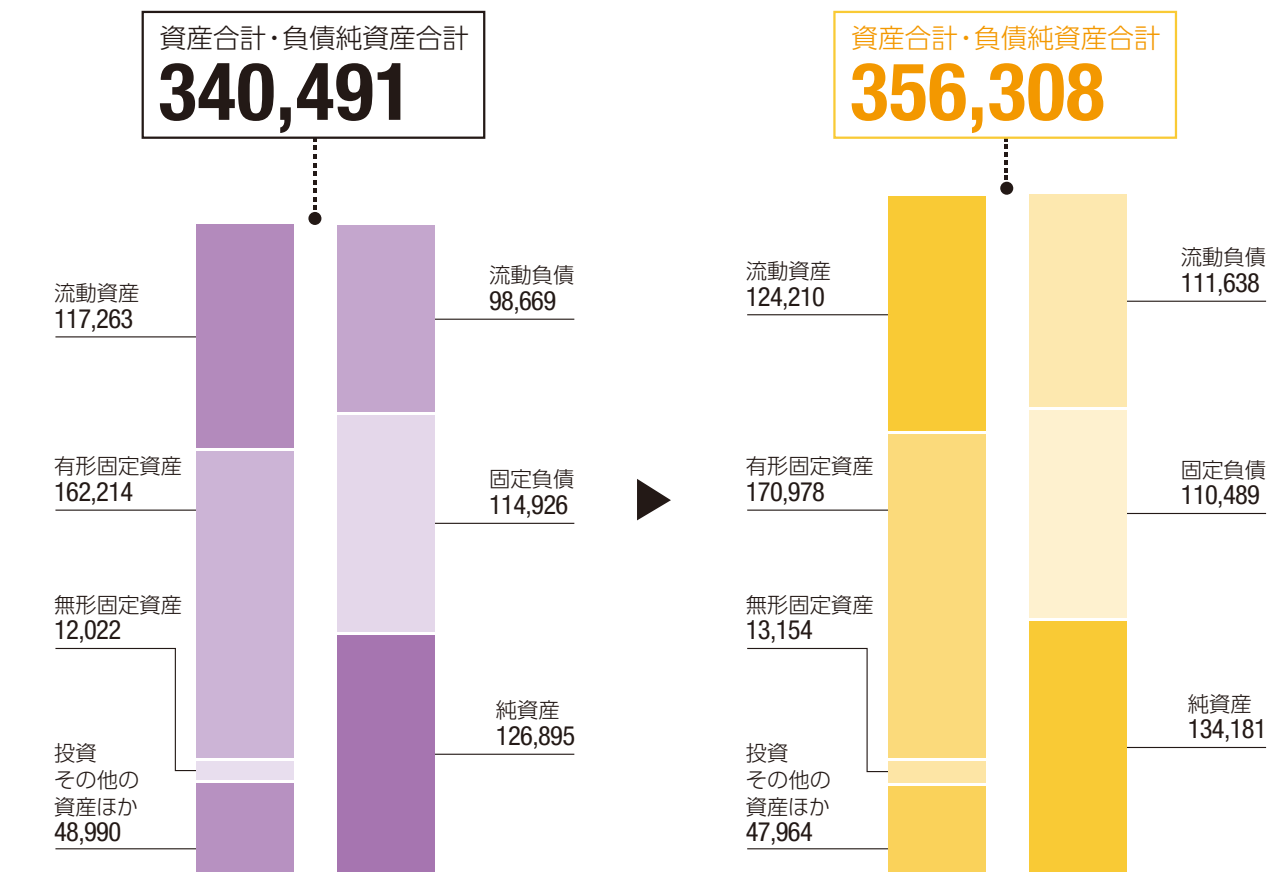 資産合計・負債純資産合計
340,491
流動資産
117,263
有形固定資産
162,214
無形固定資産
12,022
投資
その他の
資産ほか
48,990
流動負債
98,669
固定負債
114,926
純資産
126,895
資産合計・負債純資産合計
356,308
流動資産
124,210
有形固定資産
170,978
無形固定資産
13,154
投資
その他の
資産ほか
47,964
流動負債
111,638
固定負債
110,489
純資産
134,181